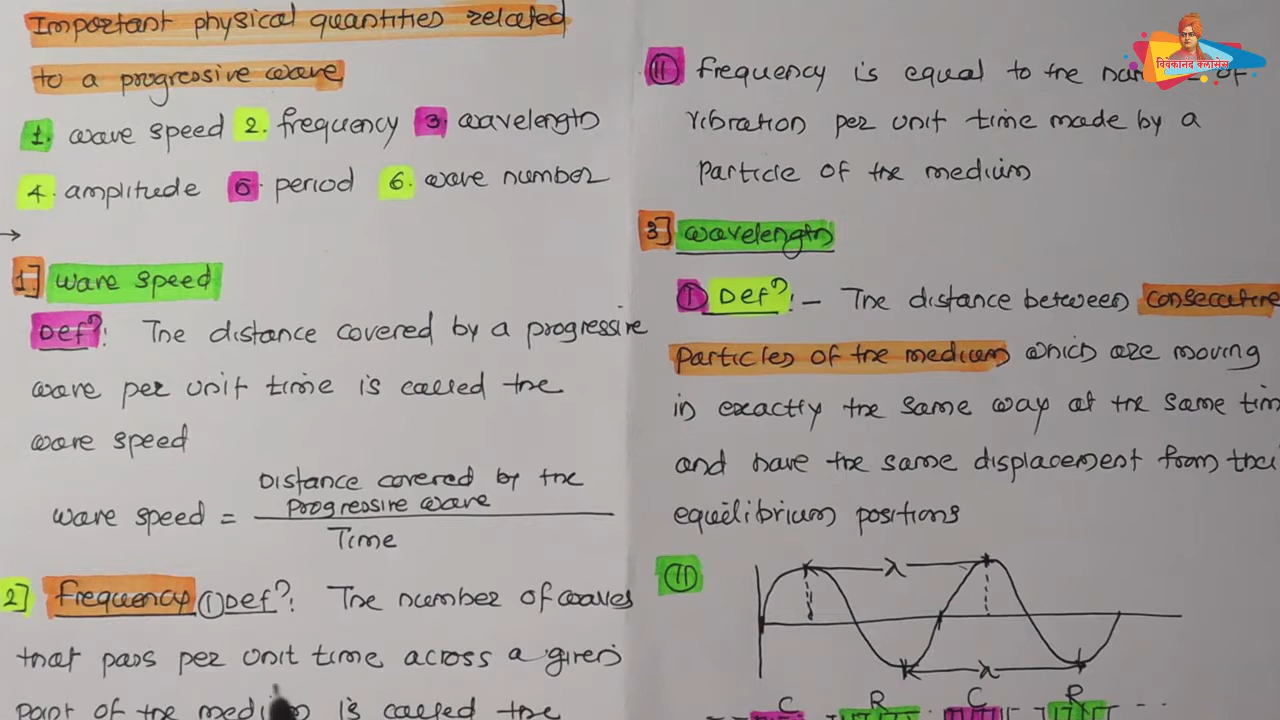 Important physical quantities related
to a progressive wave
1. wave speed 2. frequency 3. wavelength
4. amplitude 5. period 6. wave number
→
1] wave speed
Defn: The distance covered by a progressive
wave per unit time is called the
wave speed
wave speed = Distance covered by the
progressive wave
Time
2] frequency (I) Defn: The number of waves
that pass per unit time across a given
point of the medium is called the
(II) frequency is equal to the of
vibration per unit time made by a
particle of the medium
3] wavelength
(I) Defn:- The distance between consecutive
particles of the medium which are moving
in exactly the same way at the same tim
and have the same displacement from thei
equilibrium positions
(II)
λ
λ
C R C R
विवेकानंद क्लासेस